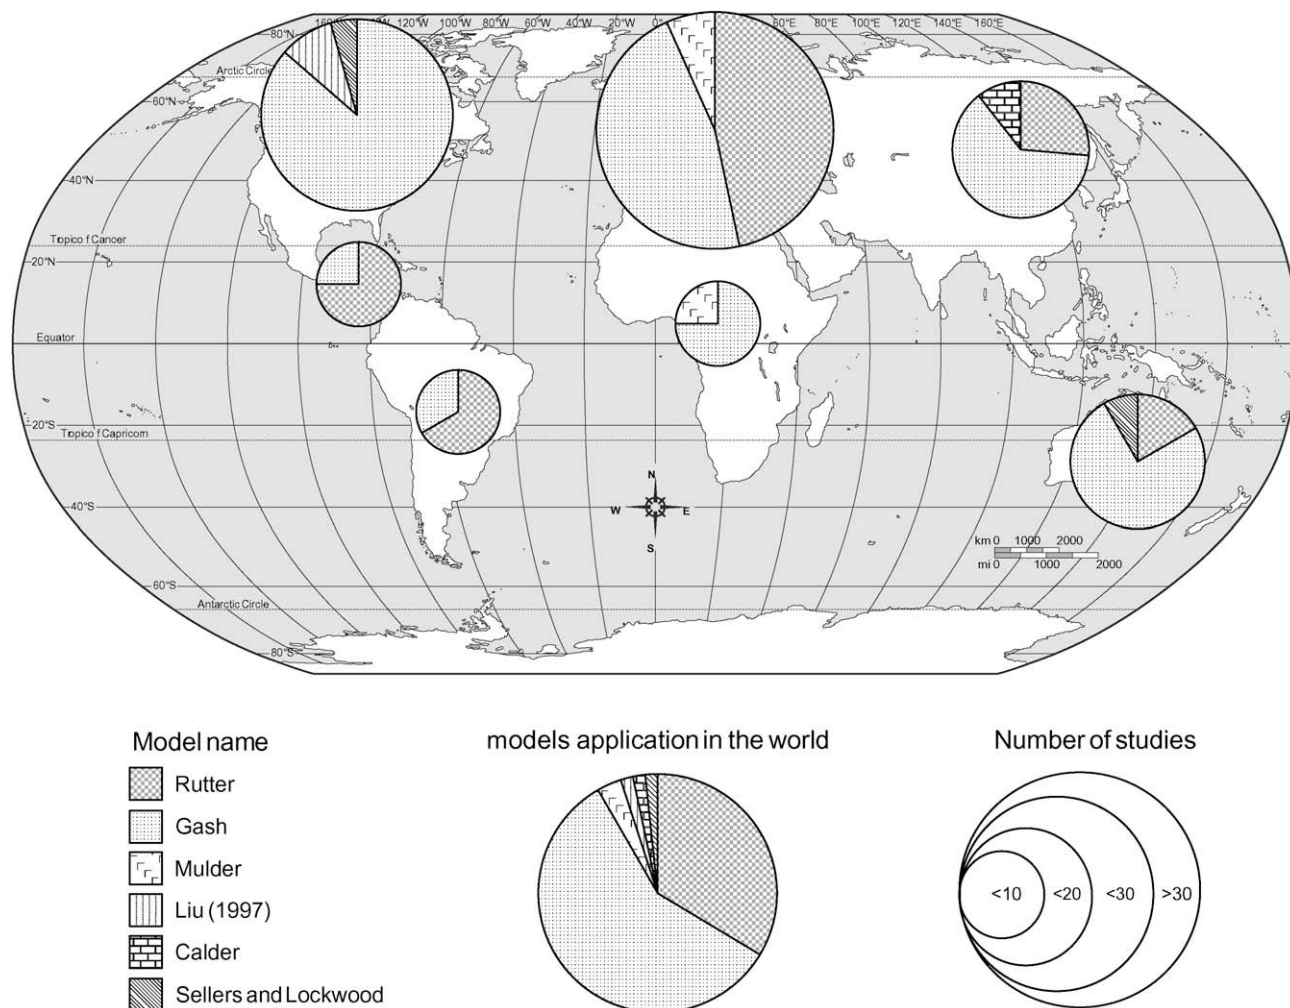 160°W 120°W 100°W 80°W 60°W 0° 60°E 80°E 100°E 120°E 140°E 160°E
80°N
Arctic Circle
60°N
40°N
Tropico f Cancer
20°N
Equator
20°S
Tropico f Capricorn
N
W E
S
40°S
km 0 1000 2000
mi 0 1000 2000
60°S
Antarctic Circle
80°S
Model name
Rutter
Gash
Mulder
Liu (1997)
Calder
Sellers and Lockwood
models application in the world
Number of studies
<10 <20 <30 >30